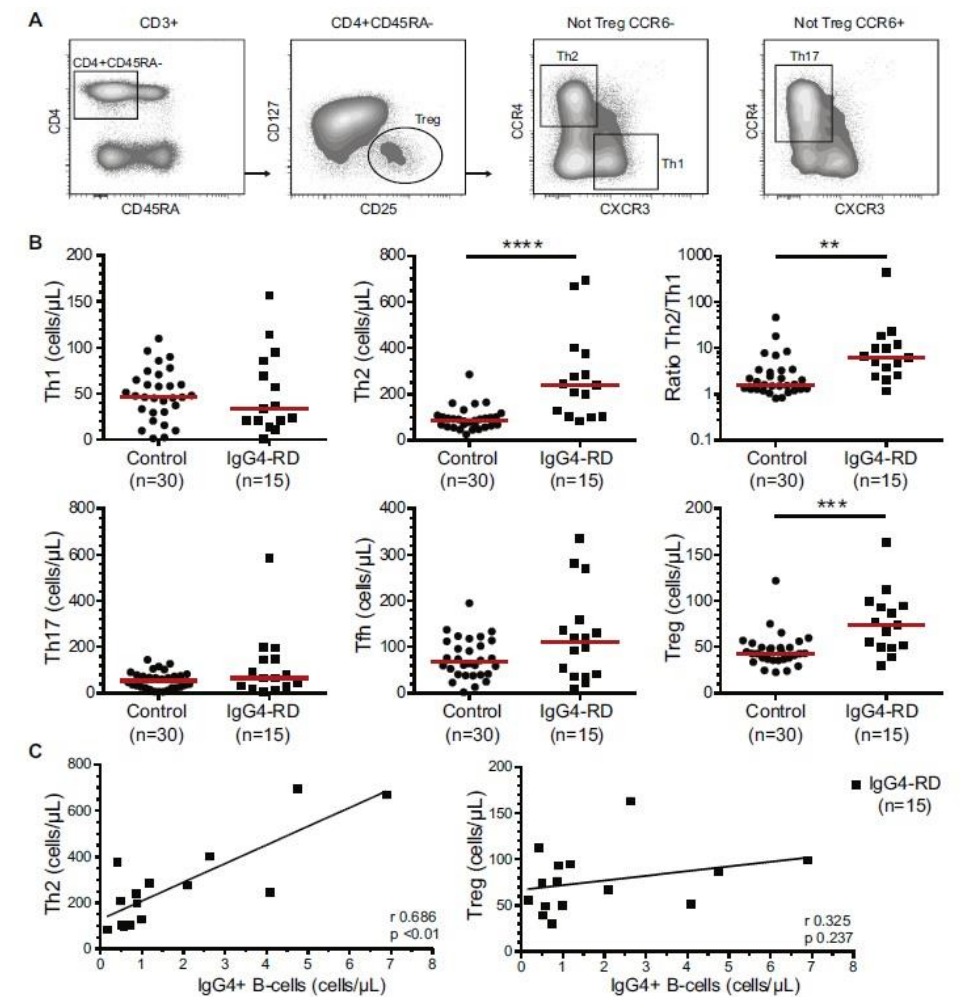 A
CD3+
CD4+CD45RA-
Not Treg CCR6-
Not Treg CCR6+
CD4+CD45RA-
CD4
CD45RA
CD127
Treg
CD25
Th2
CCR4
Th1
CXCR3
Th17
CCR4
CXCR3
B
200
150
100
50
0
Th1 (cells/µL)
Control
(n=30)
IgG4-RD
(n=15)
****
800
600
400
200
0
Th2 (cells/µL)
Control
(n=30)
IgG4-RD
(n=15)
**
1000
100
10
1
0.1
Ratio Th2/Th1
Control
(n=30)
IgG4-RD
(n=15)
800
600
400
200
0
Th17 (cells/µL)
Control
(n=30)
IgG4-RD
(n=15)
400
300
200
100
0
Tfh (cells/µL)
Control
(n=30)
IgG4-RD
(n=15)
***
200
150
100
50
0
Treg (cells/µL)
Control
(n=30)
IgG4-RD
(n=15)
C
800
600
400
200
0
Th2 (cells/µL)
r 0.686
p <0.01
0 1 2 3 4 5 6 7 8
IgG4+ B-cells (cells/µL)
200
150
100
50
0
Treg (cells/µL)
IgG4-RD
(n=15)
r 0.325
p 0.237
0 1 2 3 4 5 6 7 8
IgG4+ B-cells (cells/µL)